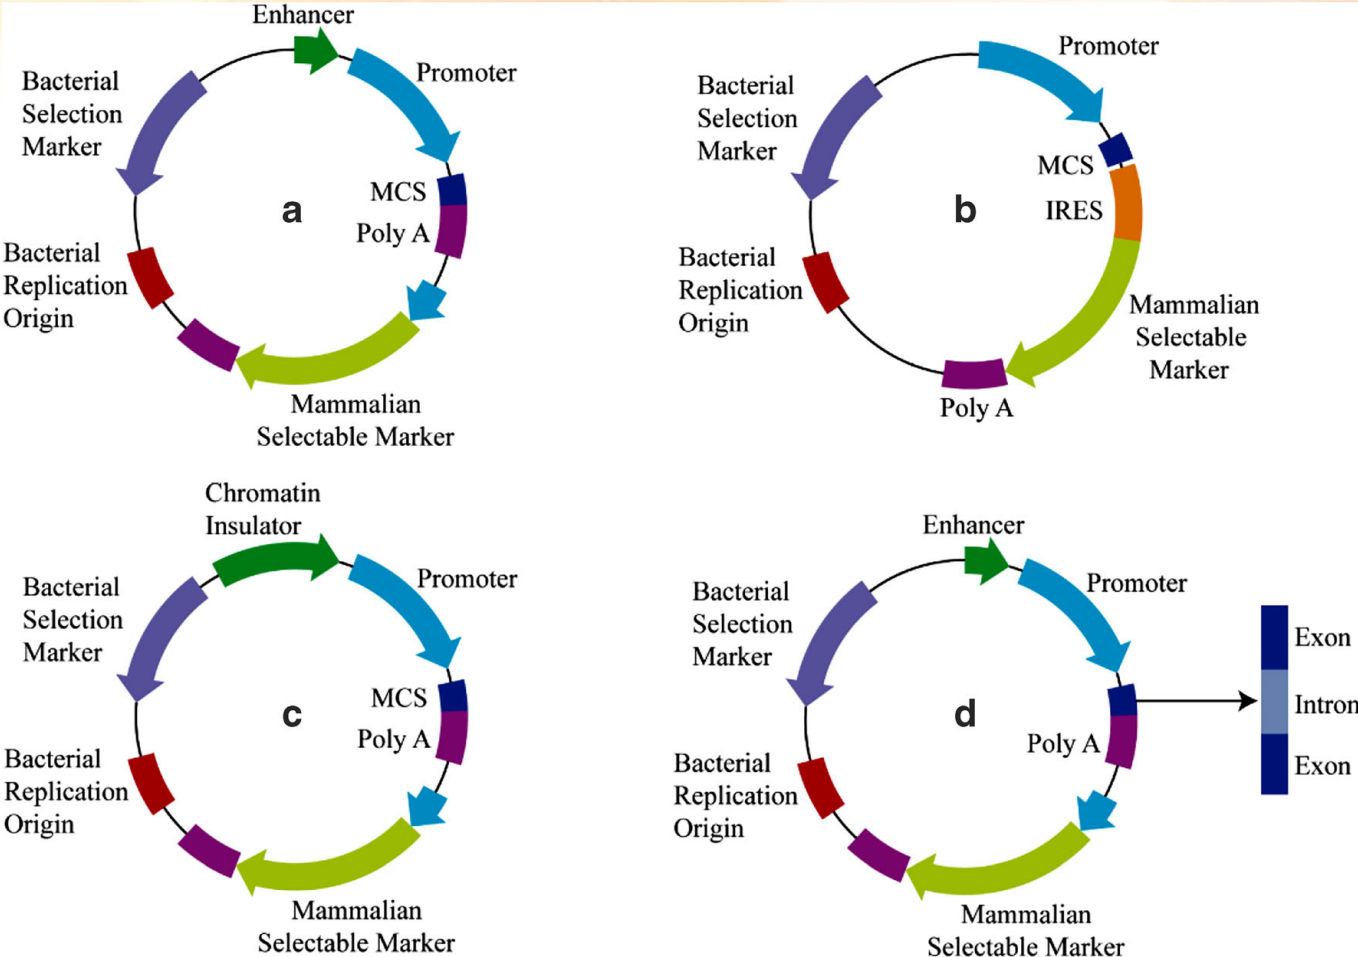 Enhancer
Promoter
Bacterial
Selection
Marker
a
MCS
Poly A
Bacterial
Replication
Origin
Mammalian
Selectable Marker
Promoter
Bacterial
Selection
Marker
MCS
b
IRES
Bacterial
Replication
Origin
Mammalian
Selectable
Marker
Poly A
Chromatin
Insulator
Promoter
Bacterial
Selection
Marker
MCS
c
Poly A
Bacterial
Replication
Origin
Mammalian
Selectable Marker
Enhancer
Promoter
Bacterial
Selection
Marker
Exon
Intron
Exon
d
Poly A
Bacterial
Replication
Origin
Mammalian
Selectable Marker